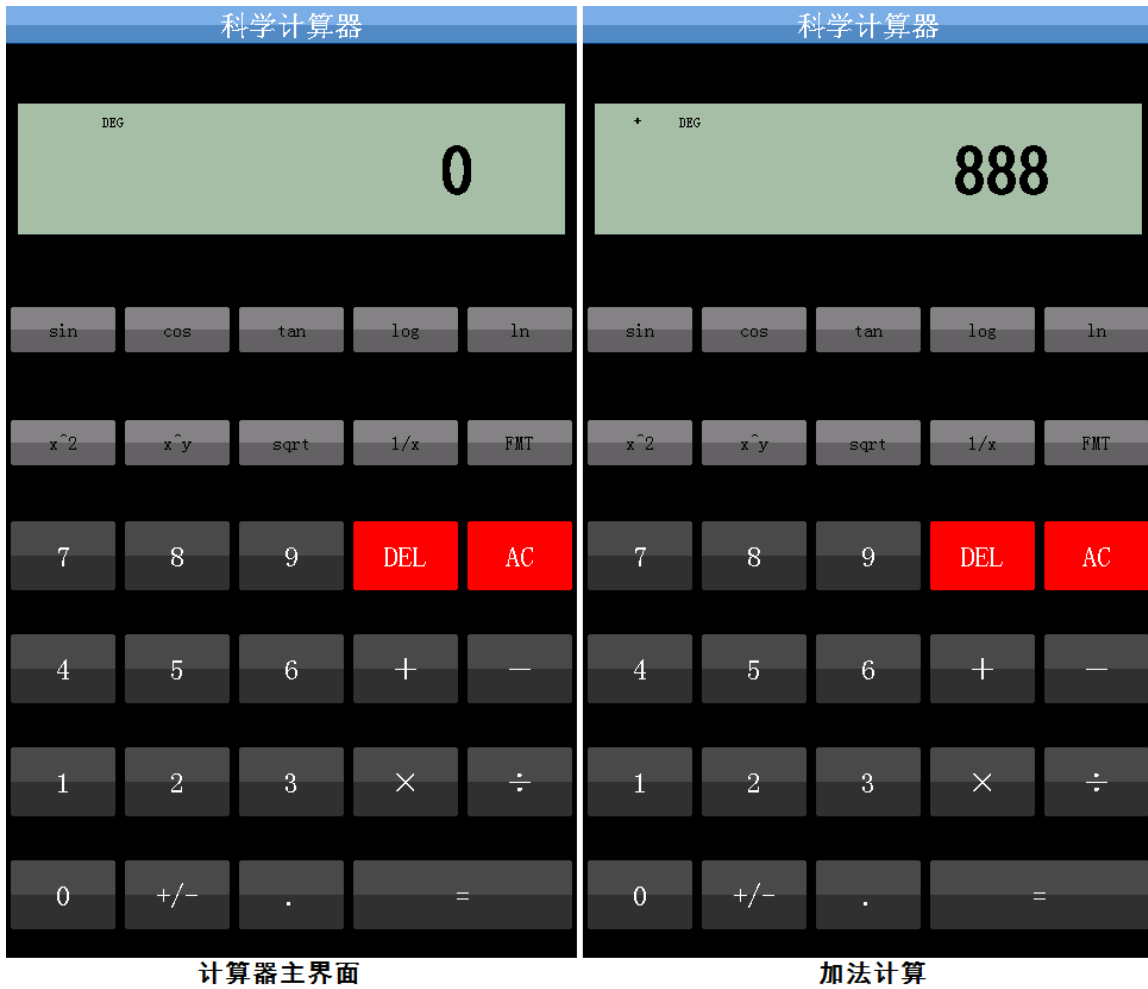 科学计算器
DEG
0
sin cos tan log ln
x^2 x^y sqrt 1/x FMT
7 8 9 DEL AC
4 5 6 + －
1 2 3 × ÷
0 +/- . =
计算器主界面
科学计算器
+ DEG
888
sin cos tan log ln
x^2 x^y sqrt 1/x FMT
7 8 9 DEL AC
4 5 6 + －
1 2 3 × ÷
0 +/- . =
加法计算